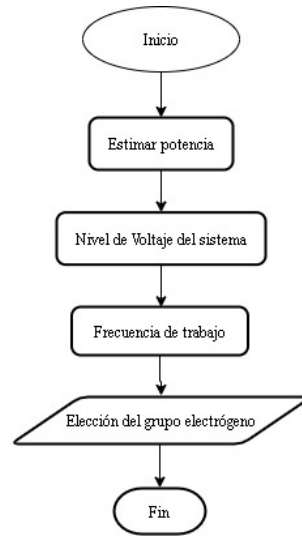 Inicio
Estimar potencia
Nivel de Voltaje del sistema
Frecuencia de trabajo
Elección del grupo electrógeno
Fin